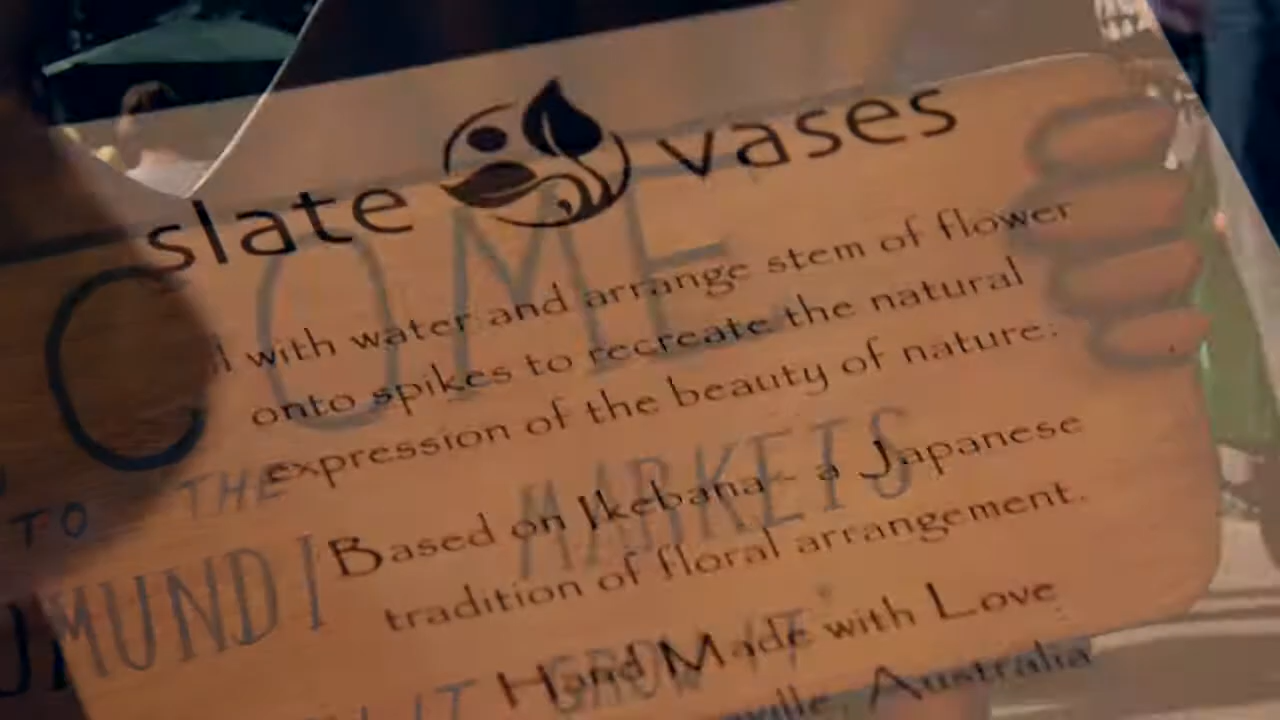 slate vases
with water and arrange stem of flower
onto spikes to recreate the natural
expression of the beauty of nature.
Based on Ikebana - a Japanese
tradition of floral arrangement.
Hand Made with Love
Australia
COME
TO THE
MUNDI MARKETS
IT